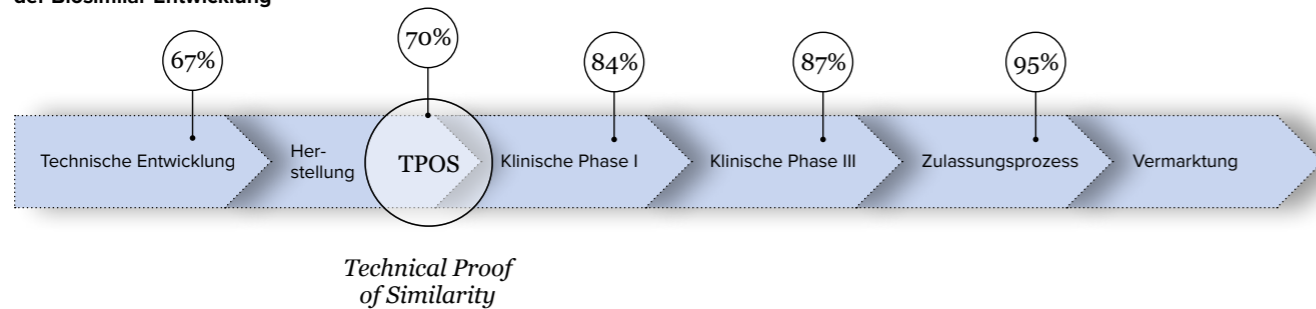 der Biosimilar-Entwicklung
67%
70%
84%
87%
95%
Technische Entwicklung
Her-
stellung
TPOS
Klinische Phase I
Klinische Phase III
Zulassungsprozess
Vermarktung
Technical Proof
of Similarity